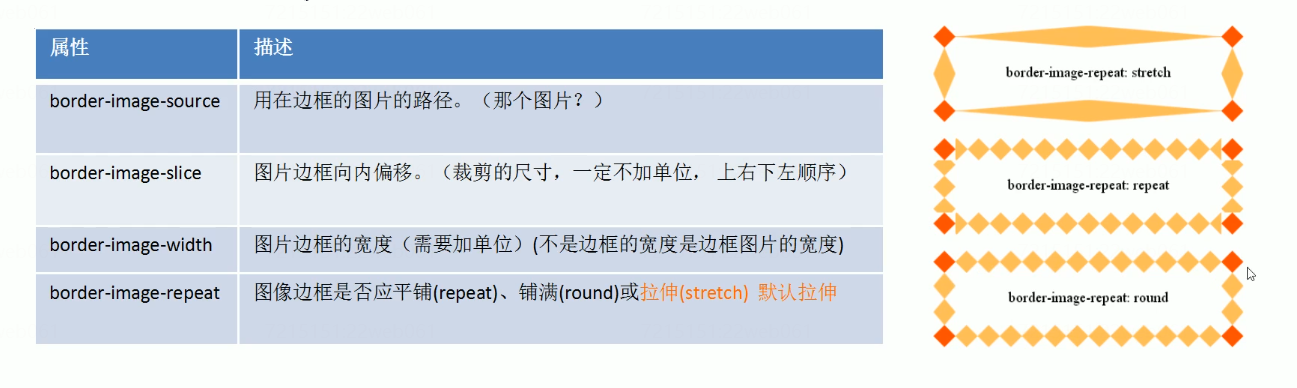 属性 描述
border-image-source 用在边框的图片的路径。（那个图片？）
border-image-slice 图片边框向内偏移。（裁剪的尺寸，一定不加单位， 上右下左顺序）
border-image-width 图片边框的宽度（需要加单位）(不是边框的宽度是边框图片的宽度)
border-image-repeat 图像边框是否应平铺(repeat)、铺满(round)或拉伸(stretch) 默认拉伸
border-image-repeat: stretch
border-image-repeat: repeat
border-image-repeat: round